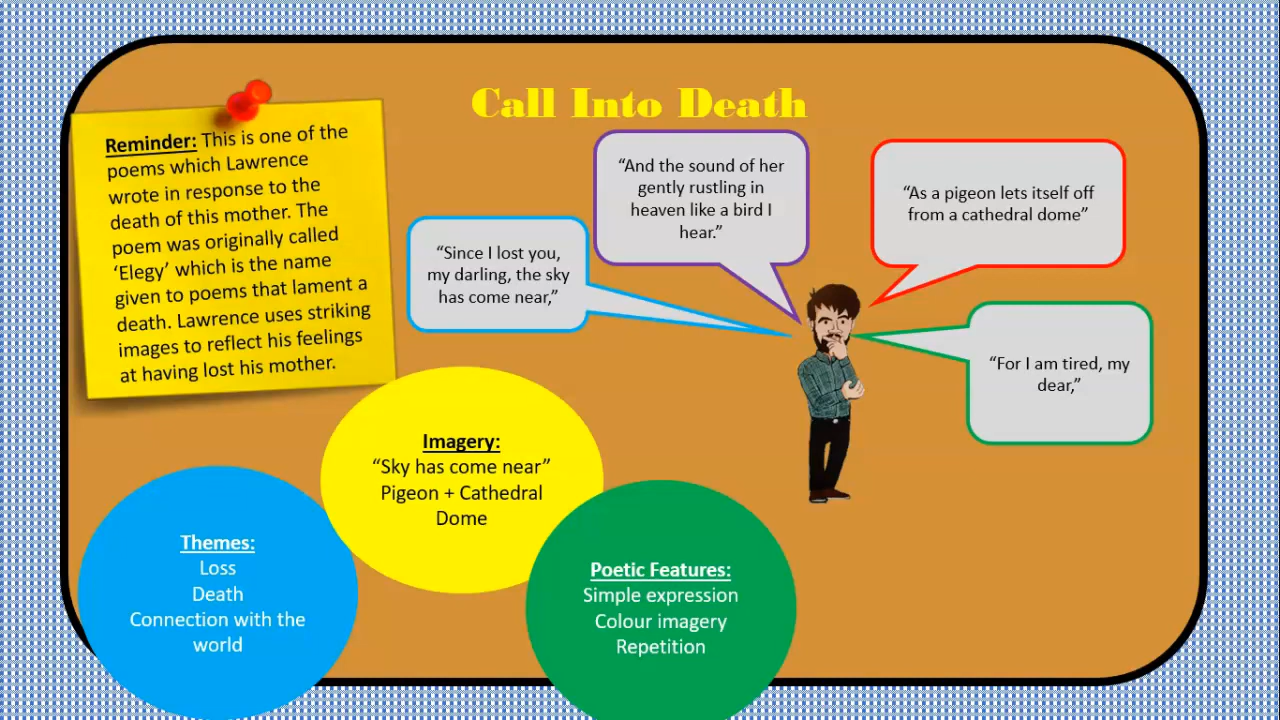 Call Into Death
Reminder: This is one of the
poems which Lawrence
wrote in response to the
death of this mother. The
poem was originally called
‘Elegy’ which is the name
given to poems that lament a
death. Lawrence uses striking
images to reflect his feelings
at having lost his mother.
“Since I lost you,
my darling, the sky
has come near,”
“And the sound of her
gently rustling in
heaven like a bird I
hear.”
“As a pigeon lets itself off
from a cathedral dome”
“For I am tired, my
dear,”
Imagery:
“Sky has come near”
Pigeon + Cathedral
Dome
Themes:
Loss
Death
Connection with the
world
Poetic Features:
Simple expression
Colour imagery
Repetition